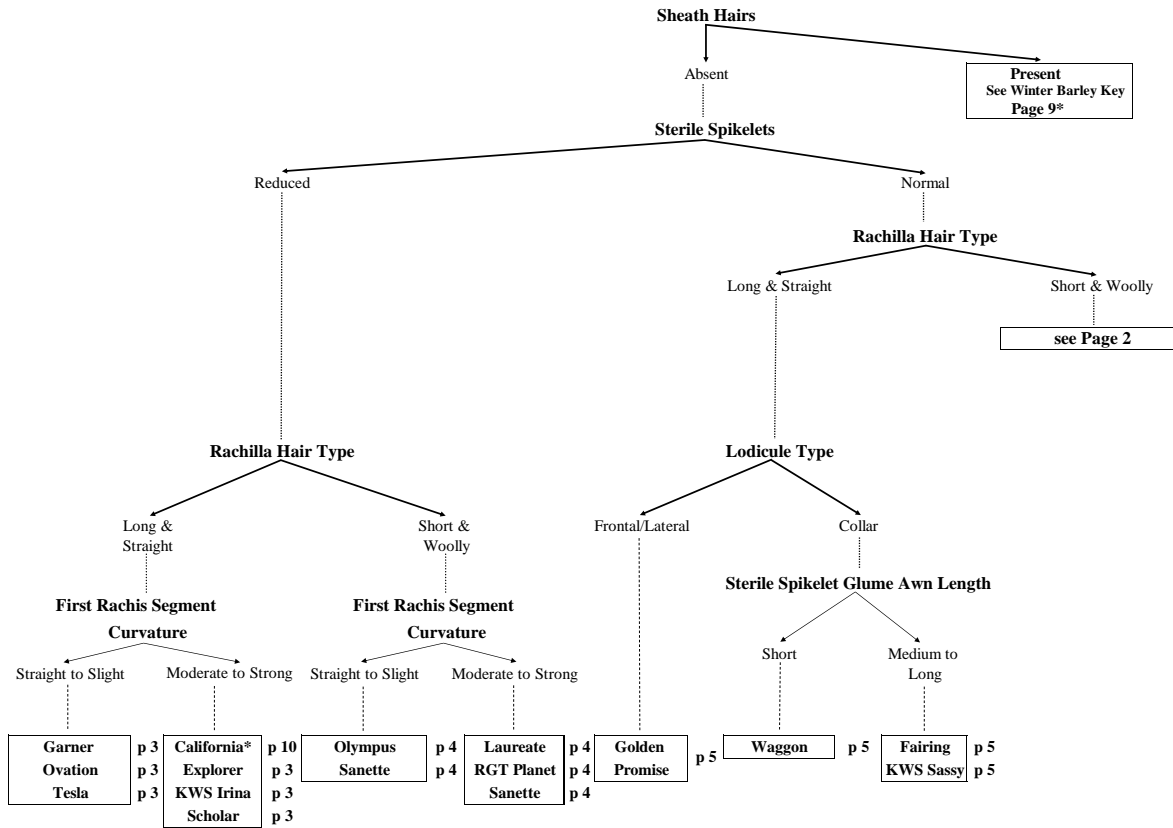 Sheath Hairs
Absent
Present
See Winter Barley Key
Page 9*
Sterile Spikelets
Reduced
Normal
Rachilla Hair Type
Long & Straight
Short & Woolly
see Page 2
Rachilla Hair Type
Lodicule Type
Long &
Straight
Short &
Woolly
Frontal/Lateral
Collar
Sterile Spikelet Glume Awn Length
First Rachis Segment
Curvature
First Rachis Segment
Curvature
Short
Medium to
Long
Straight to Slight
Moderate to Strong
Straight to Slight
Moderate to Strong
Garner p 3
Ovation p 3
Tesla p 3
California* p 10
Explorer p 3
KWS Irina p 3
Scholar p 3
Olympus p 4
Sanette p 4
Laureate p 4
RGT Planet p 4
Sanette p 4
Golden
Promise
p 5
Waggon p 5
Fairing p 5
KWS Sassy p 5